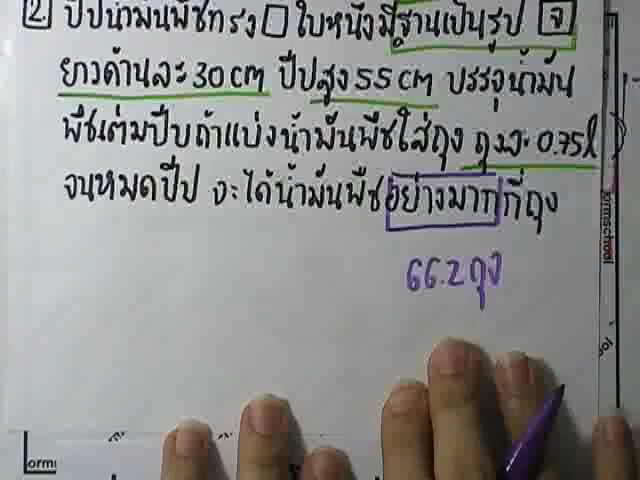 2. ปีปน้ำมันพืชทรง□ ใบหนึ่งมีฐานเป็นรูป จ
ยาวด้านละ 30 cm ปีปสูง 55 cm บรรจุน้ำมัน
พืชเต็มปีบถ้าแบ่งน้ำมันพืชใส่ถุง ถุงละ 0.75 l
จนหมดปีป จะได้น้ำมันพืชอย่างมากกี่ถุง
66.2 ถุง
ormschool
orm